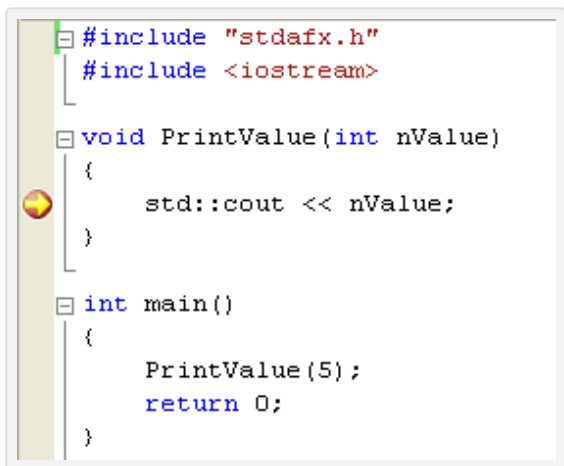 #include "stdafx.h"
#include <iostream>
void PrintValue(int nValue)
{
    std::cout << nValue;
}
int main()
{
    PrintValue(5);
    return 0;
}